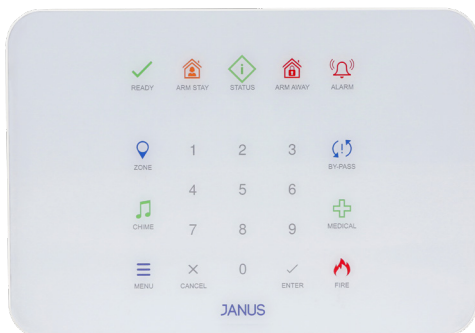 READY ARM STAY STATUS ARM AWAY ALARM
1 2 3
ZONE BY-PASS
4 5 6
CHIME MEDICAL
7 8 9
0
MENU CANCEL ENTER FIRE
JANUS